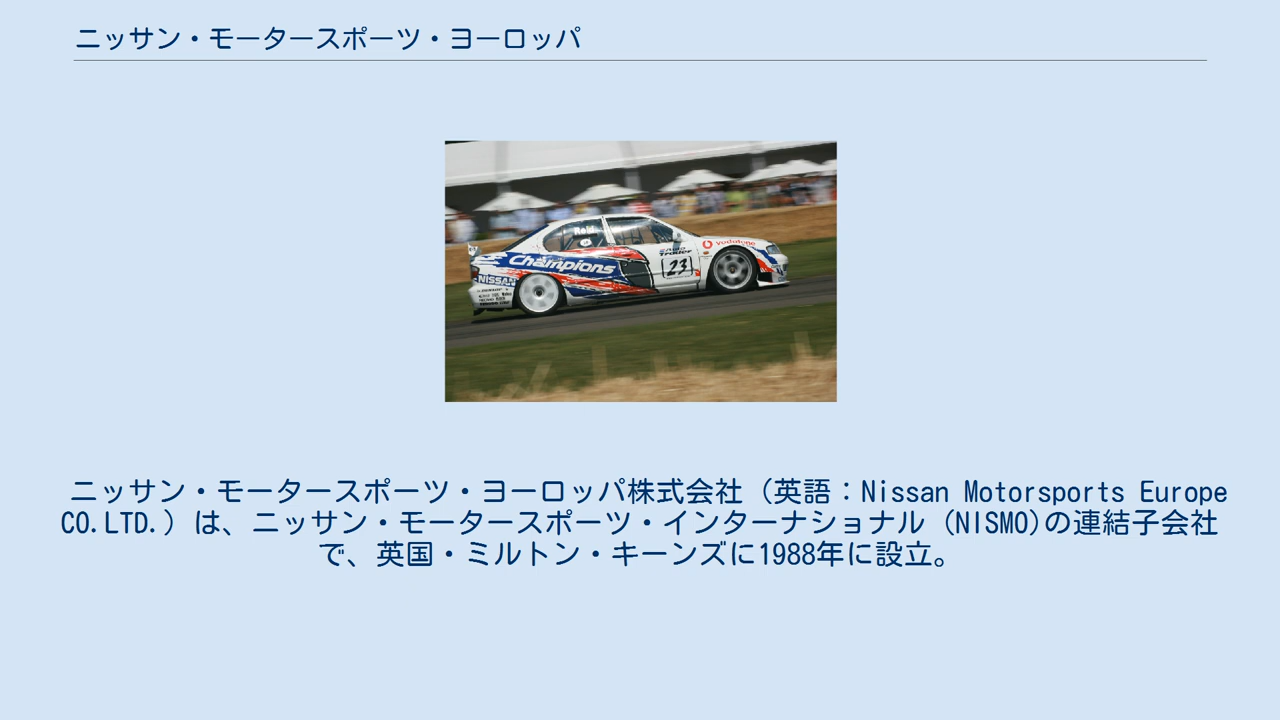 ニッサン・モータースポーツ・ヨーロッパ
Reid
vodafone
Auto Trader
Champions
23
NISSAN
ニッサン・モータースポーツ・ヨーロッパ株式会社（英語：Nissan Motorsports Europe
CO.LTD.）は、ニッサン・モータースポーツ・インターナショナル（NISMO)の連結子会社
で、英国・ミルトン・キーンズに1988年に設立。